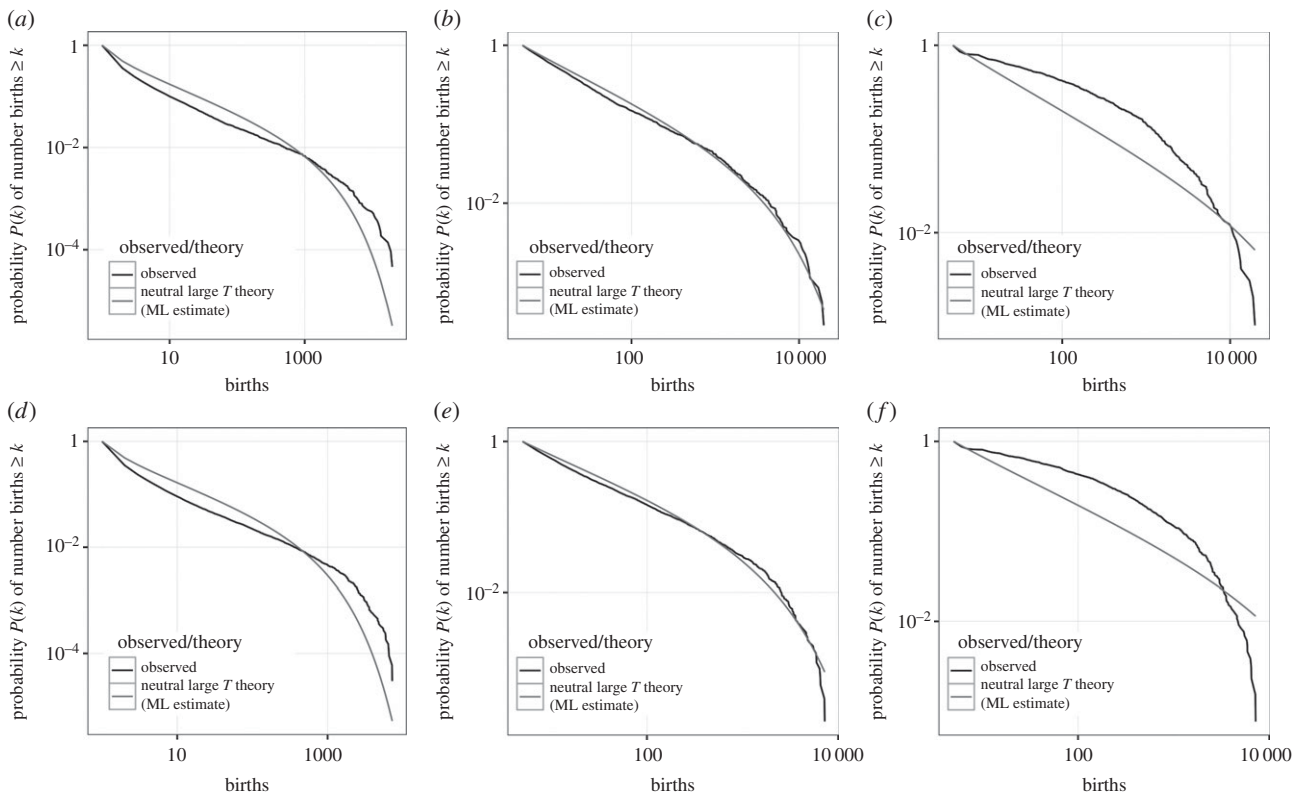 (a)
probability P(k) of number births ≥ k
1
10−2
10−4
observed/theory
observed
neutral large T theory
(ML estimate)
10
1000
births
(b)
probability P(k) of number births ≥ k
1
10−2
observed/theory
observed
neutral large T theory
(ML estimate)
100
10 000
births
(c)
probability P(k) of number births ≥ k
1
10−2
observed/theory
observed
neutral large T theory
(ML estimate)
100
10 000
births
(d)
probability P(k) of number births ≥ k
1
10−2
10−4
observed/theory
observed
neutral large T theory
(ML estimate)
10
1000
births
(e)
probability P(k) of number births ≥ k
1
10−2
observed/theory
observed
neutral large T theory
(ML estimate)
100
10 000
births
(f)
probability P(k) of number births ≥ k
1
10−2
observed/theory
observed
neutral large T theory
(ML estimate)
100
10 000
births